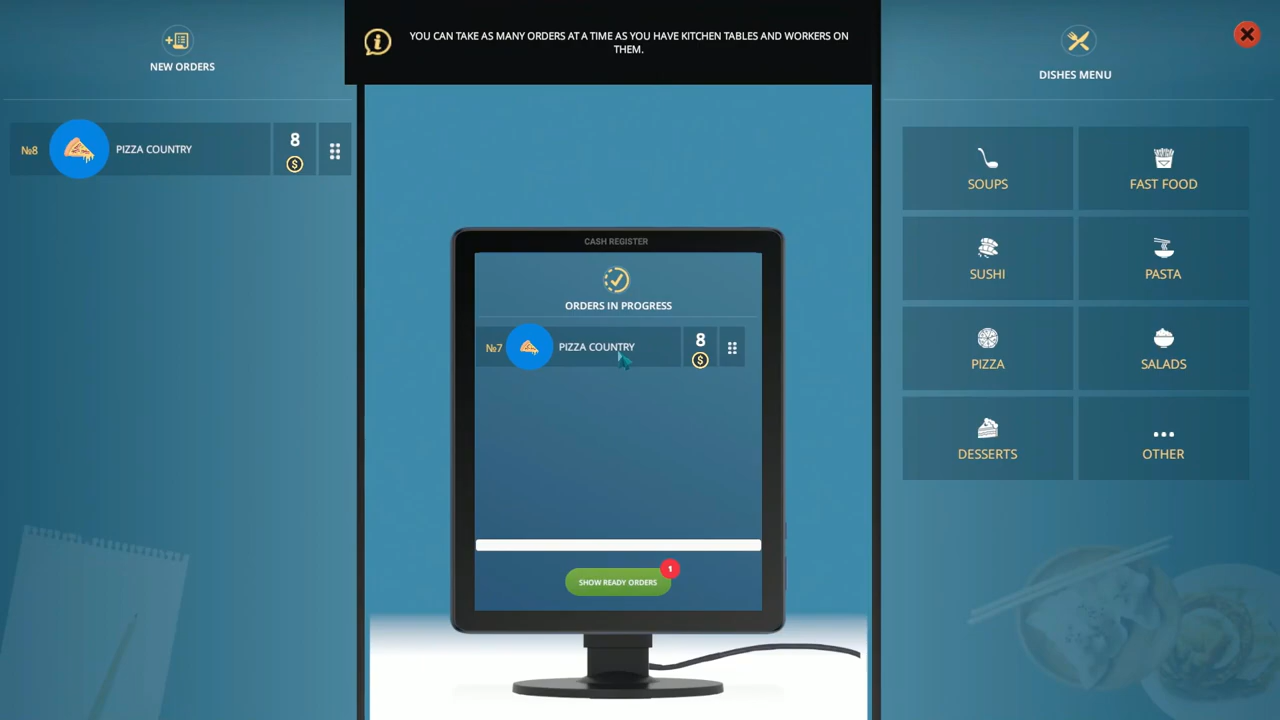 NEW ORDERS
№8 PIZZA COUNTRY 8
$
YOU CAN TAKE AS MANY ORDERS AT A TIME AS YOU HAVE KITCHEN TABLES AND WORKERS ON
THEM.
CASH REGISTER
ORDERS IN PROGRESS
№7 PIZZA COUNTRY 8
$
SHOW READY ORDERS
1
DISHES MENU
SOUPS
FAST FOOD
SUSHI
PASTA
PIZZA
SALADS
DESSERTS
OTHER